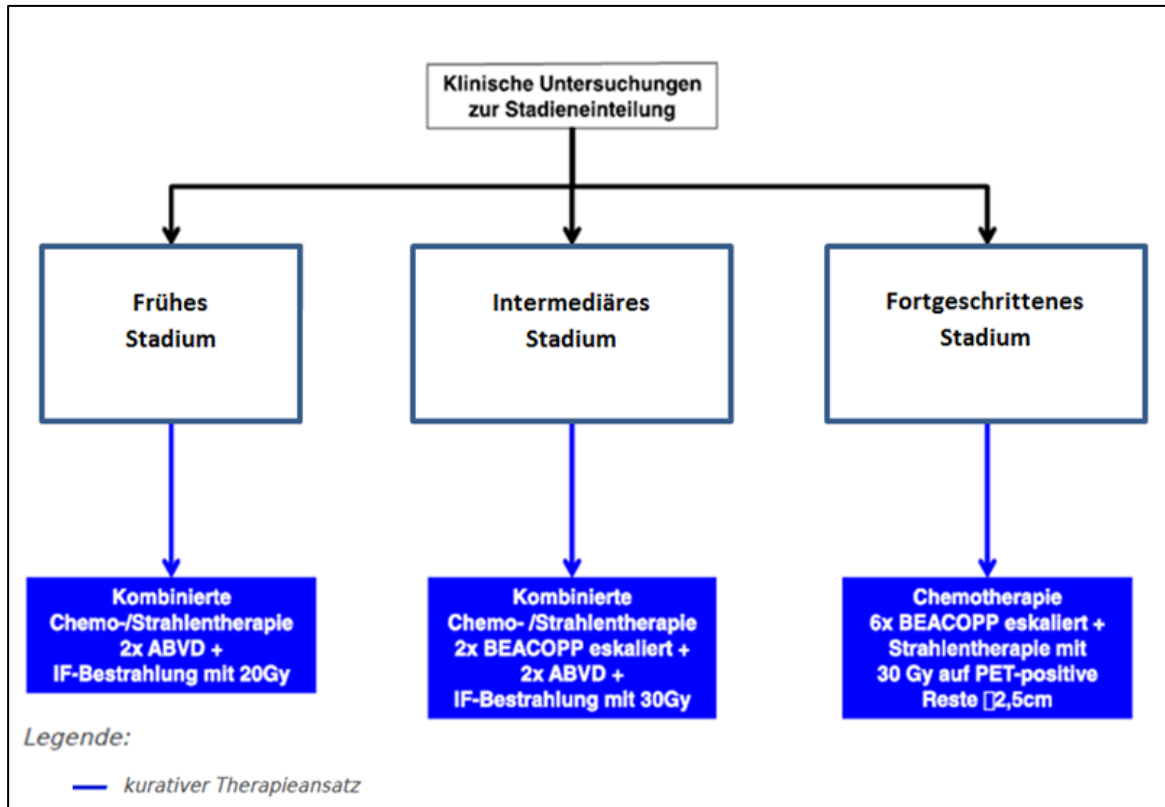 Klinische Untersuchungen
zur Stadieneinteilung
Frühes
Stadium
Intermediäres
Stadium
Fortgeschrittenes
Stadium
Kombinierte
Chemo-/Strahlentherapie
2x ABVD +
IF-Bestrahlung mit 20Gy
Kombinierte
Chemo- /Strahlentherapie
2x BEACOPP eskaliert +
2x ABVD +
IF-Bestrahlung mit 30Gy
Chemotherapie
6x BEACOPP eskaliert +
Strahlentherapie mit
30 Gy auf PET-positive
Reste 2,5cm
Legende:
kurativer Therapieansatz